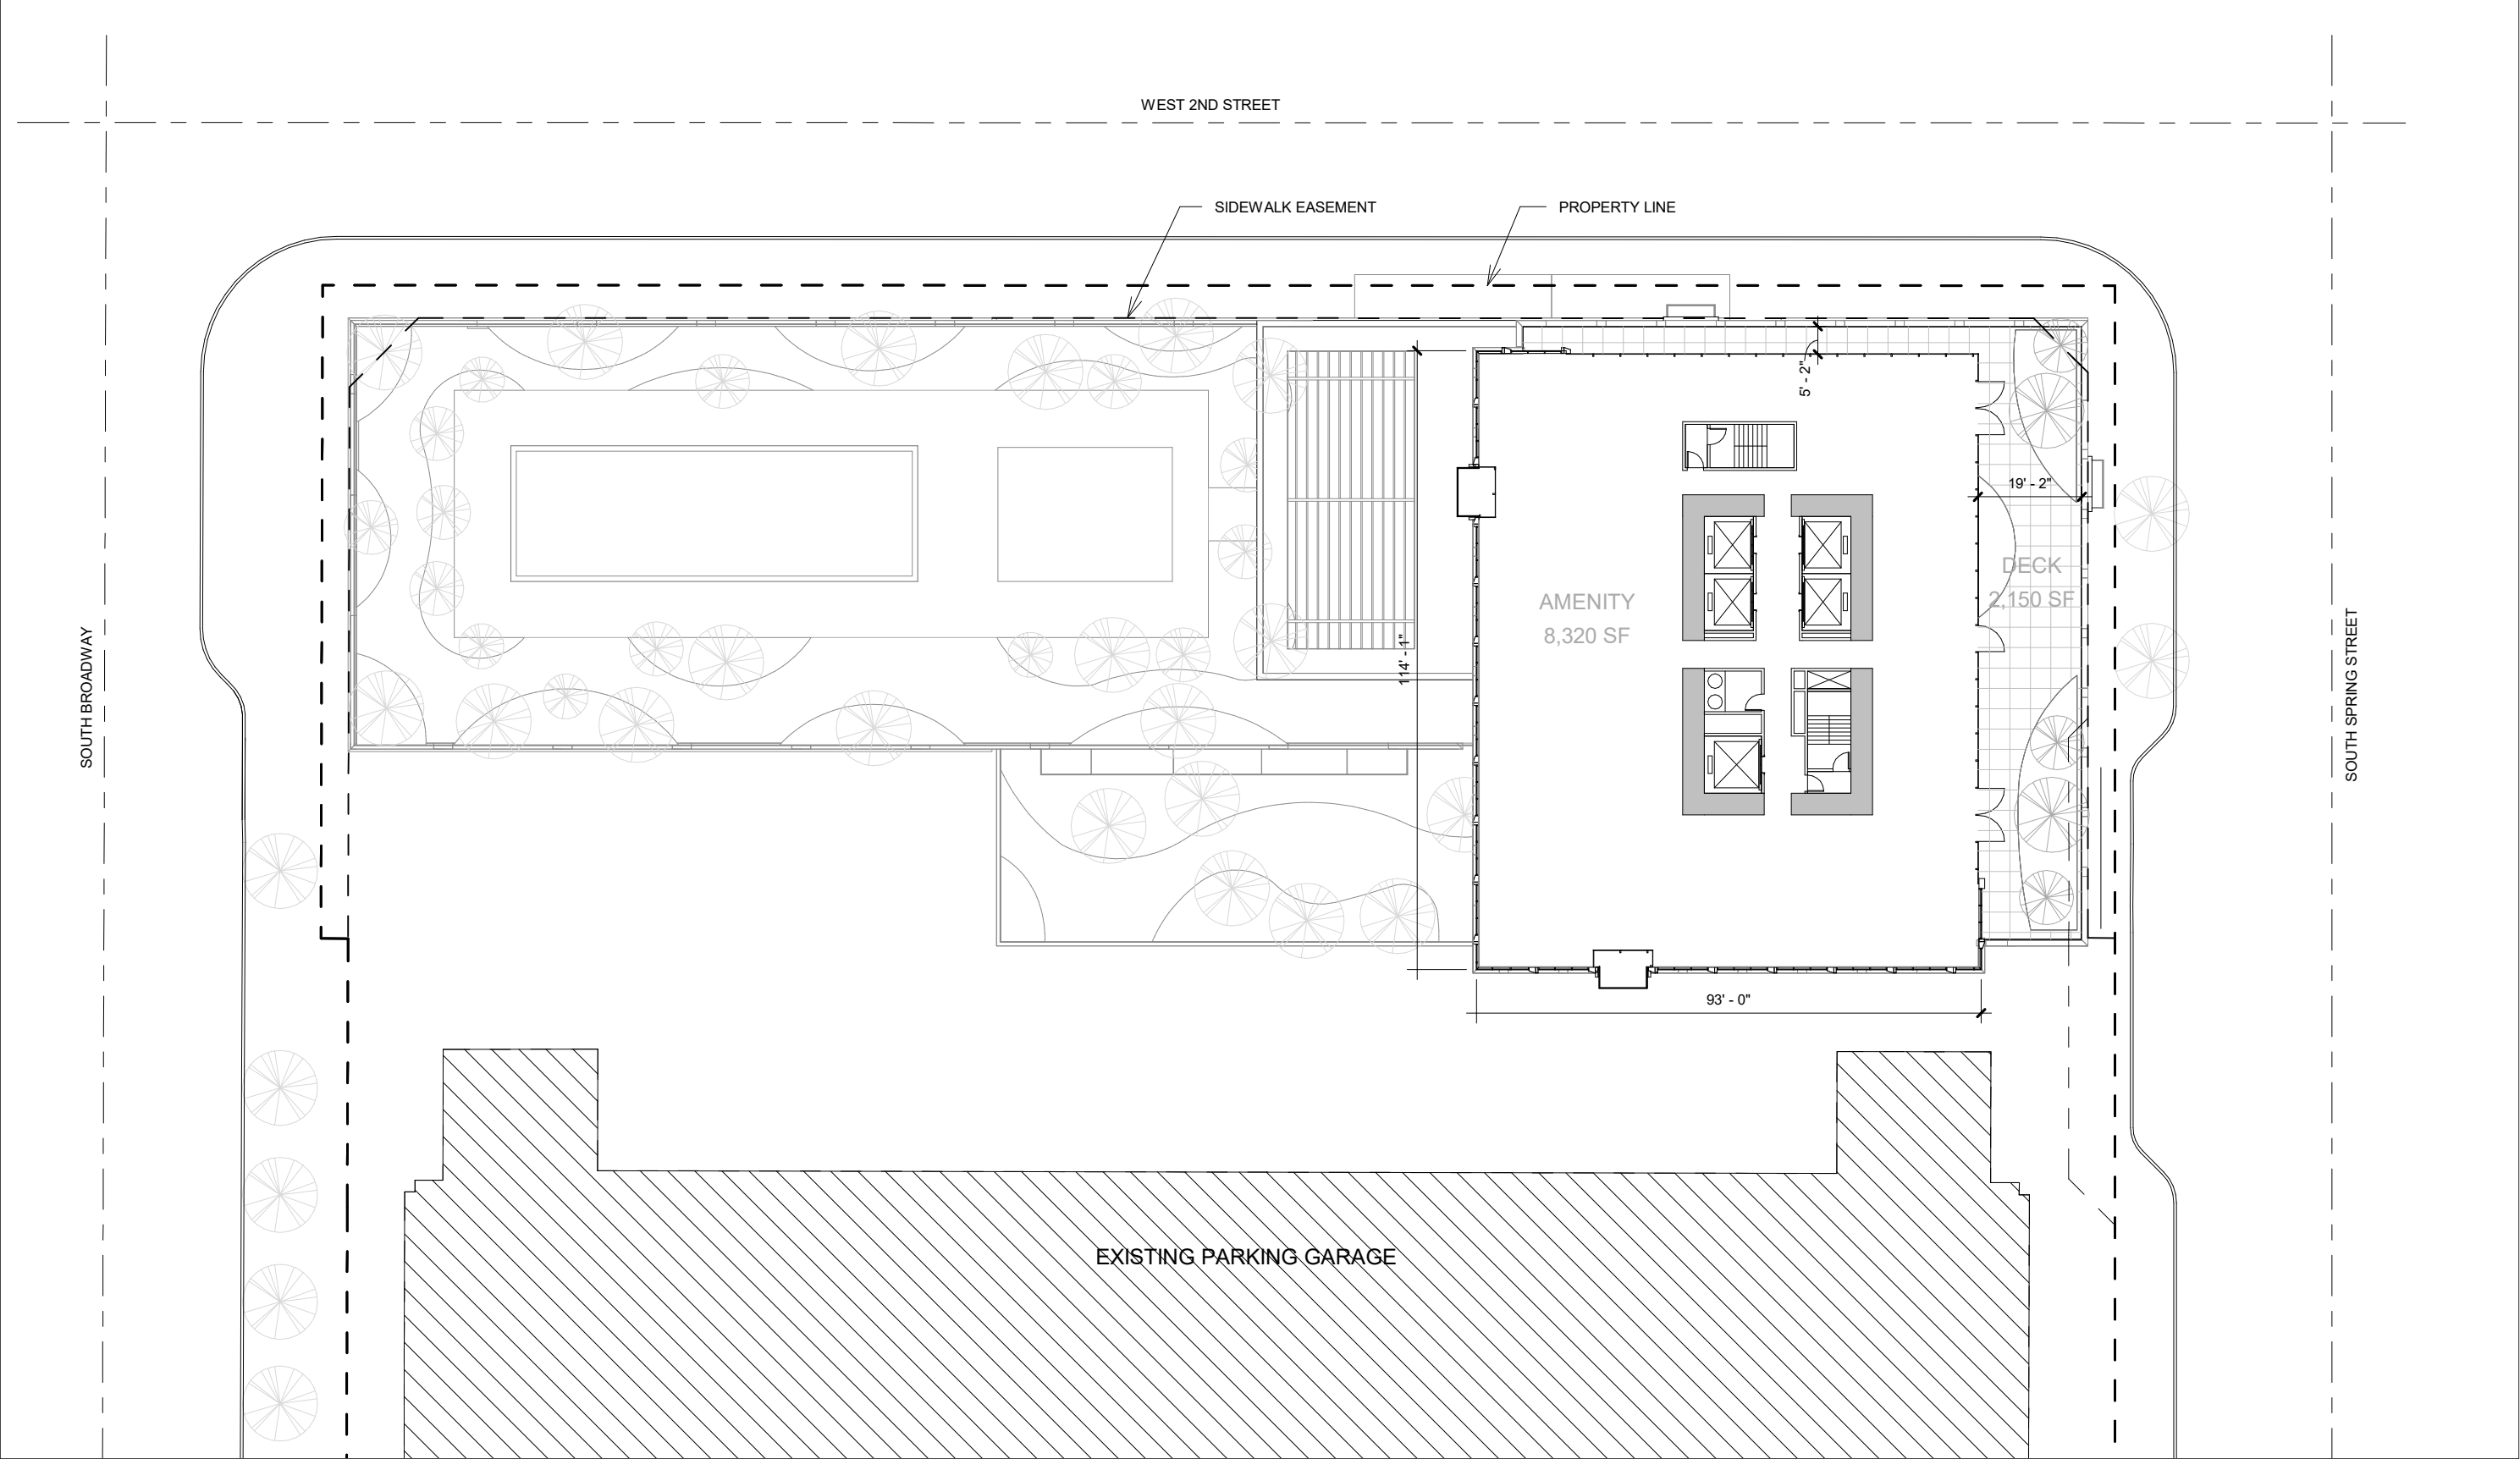 WEST 2ND STREET
SIDEWALK EASEMENT
PROPERTY LINE
5' - 2"
19' - 2"
DECK
2,150 SF
AMENITY
8,320 SF
114' - 1"
SOUTH BROADWAY
SOUTH SPRING STREET
93' - 0"
EXISTING PARKING GARAGE